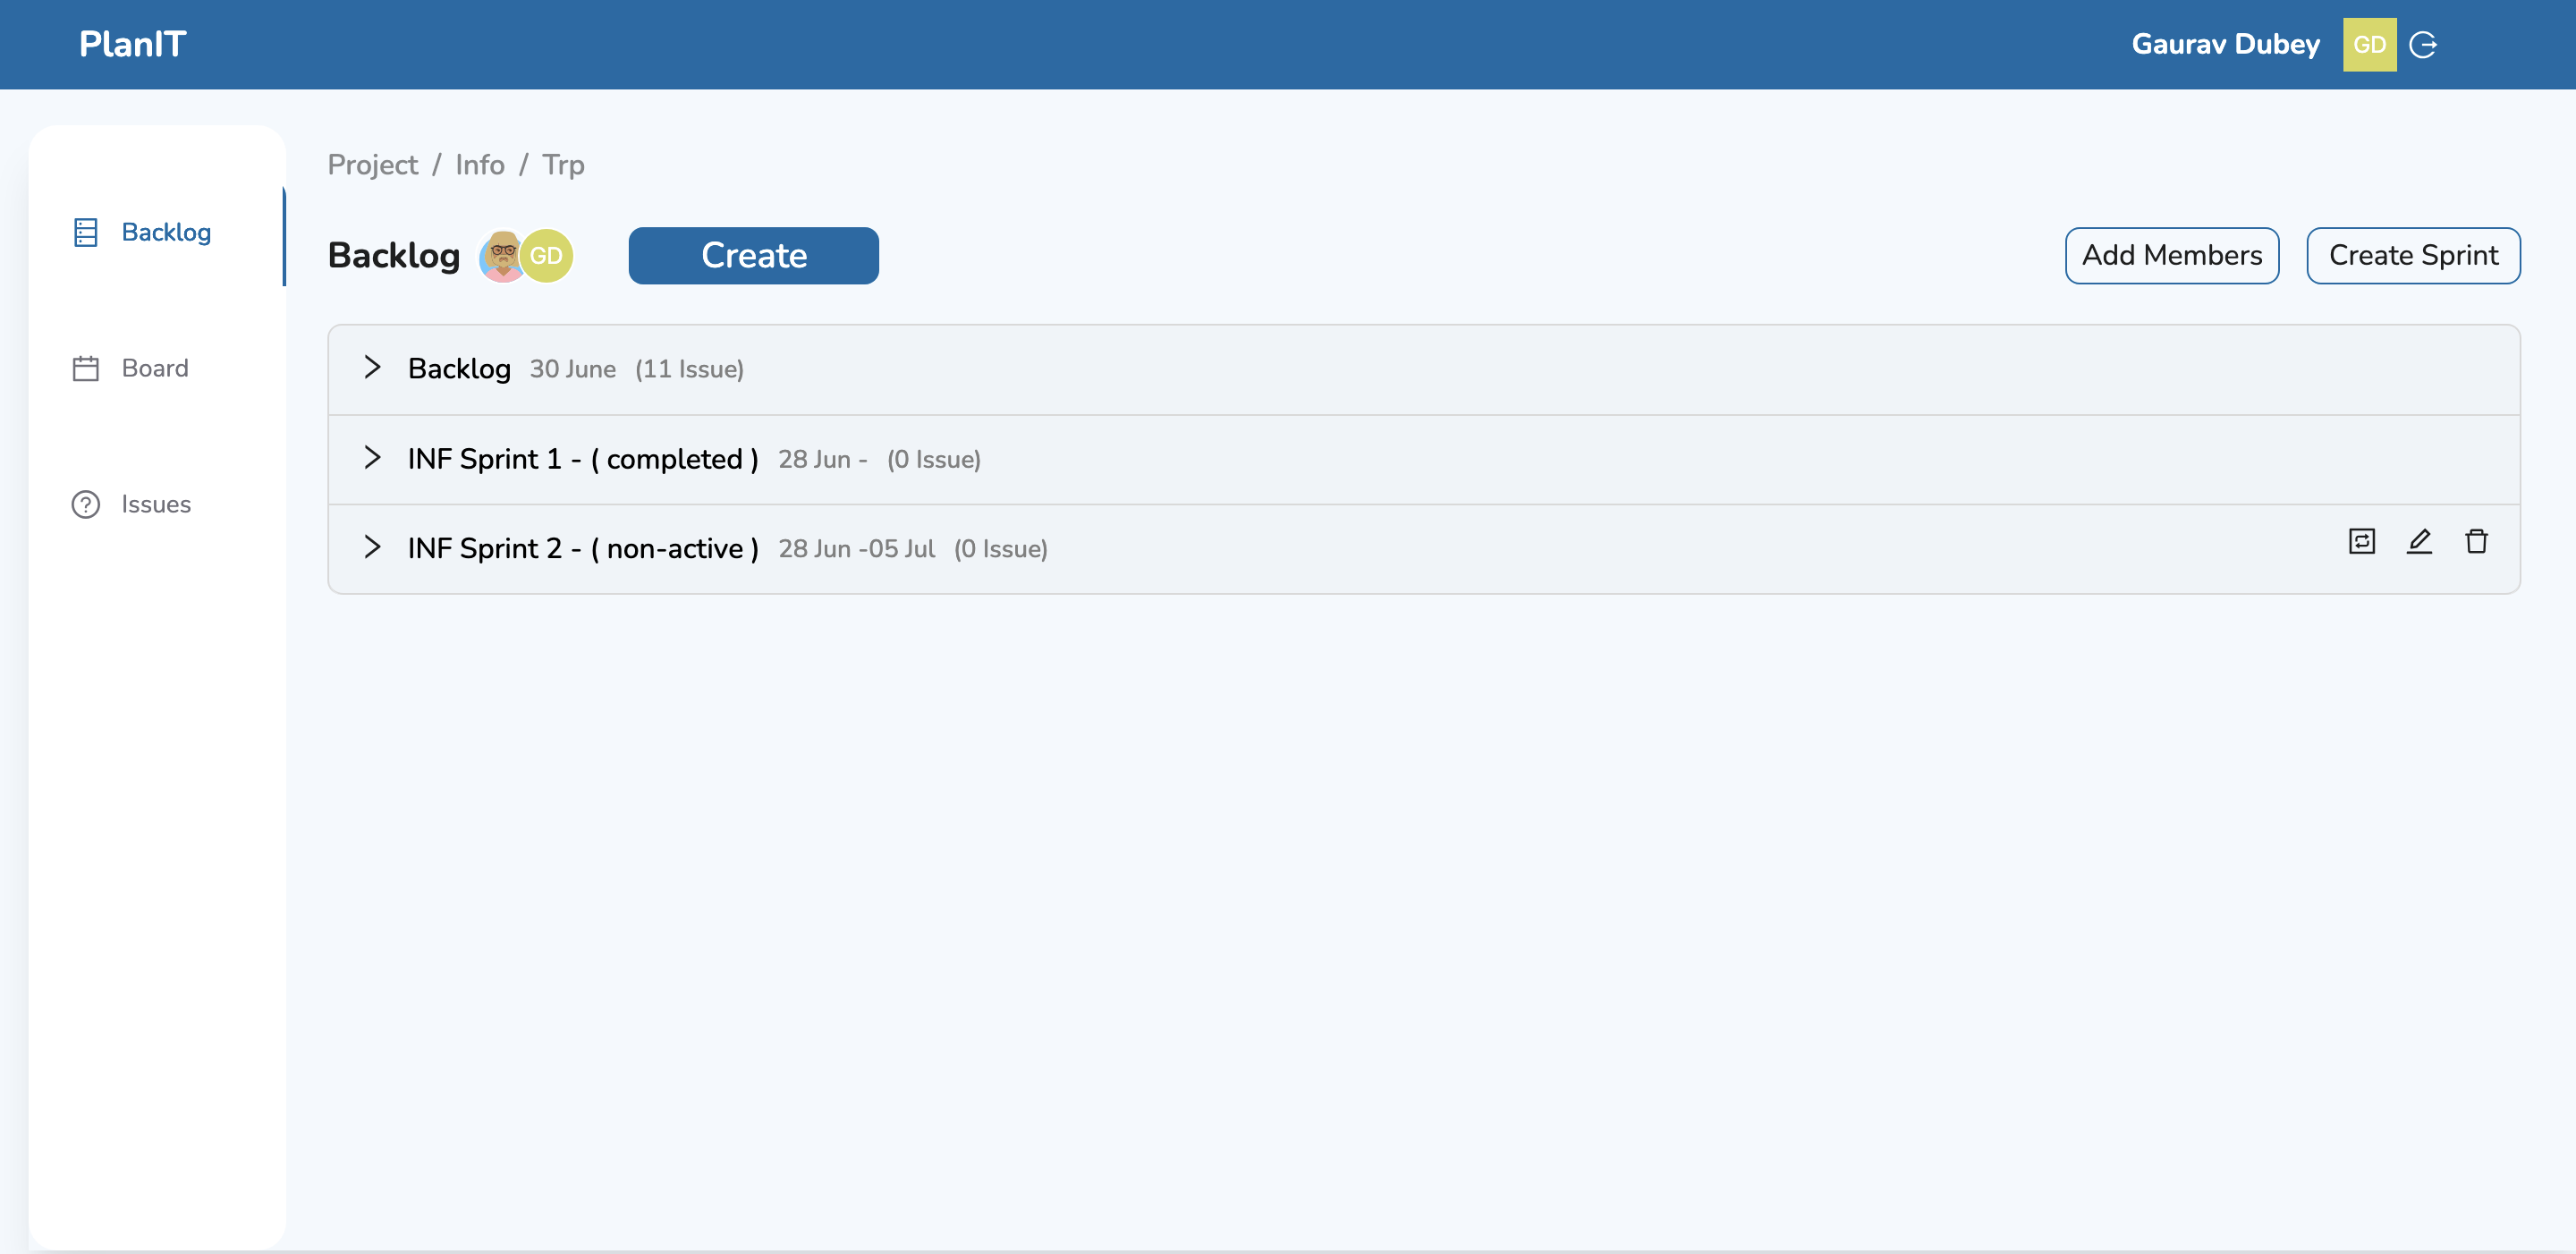 PlanIT
Gaurav Dubey GD
Project / Info / Trp
Backlog
Board
Issues
Backlog GD Create Add Members Create Sprint
Backlog 30 June (11 Issue)
INF Sprint 1 - ( completed ) 28 Jun - (0 Issue)
INF Sprint 2 - ( non-active ) 28 Jun -05 Jul (0 Issue)